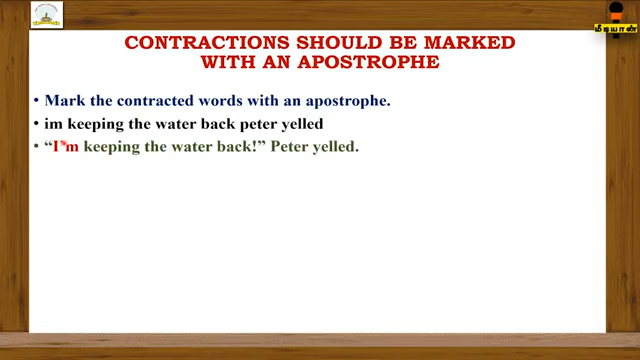 CONTRACTIONS SHOULD BE MARKED
WITH AN APOSTROPHE
மீடியான்
• Mark the contracted words with an apostrophe.
• im keeping the water back peter yelled
• “I’m keeping the water back!” Peter yelled.